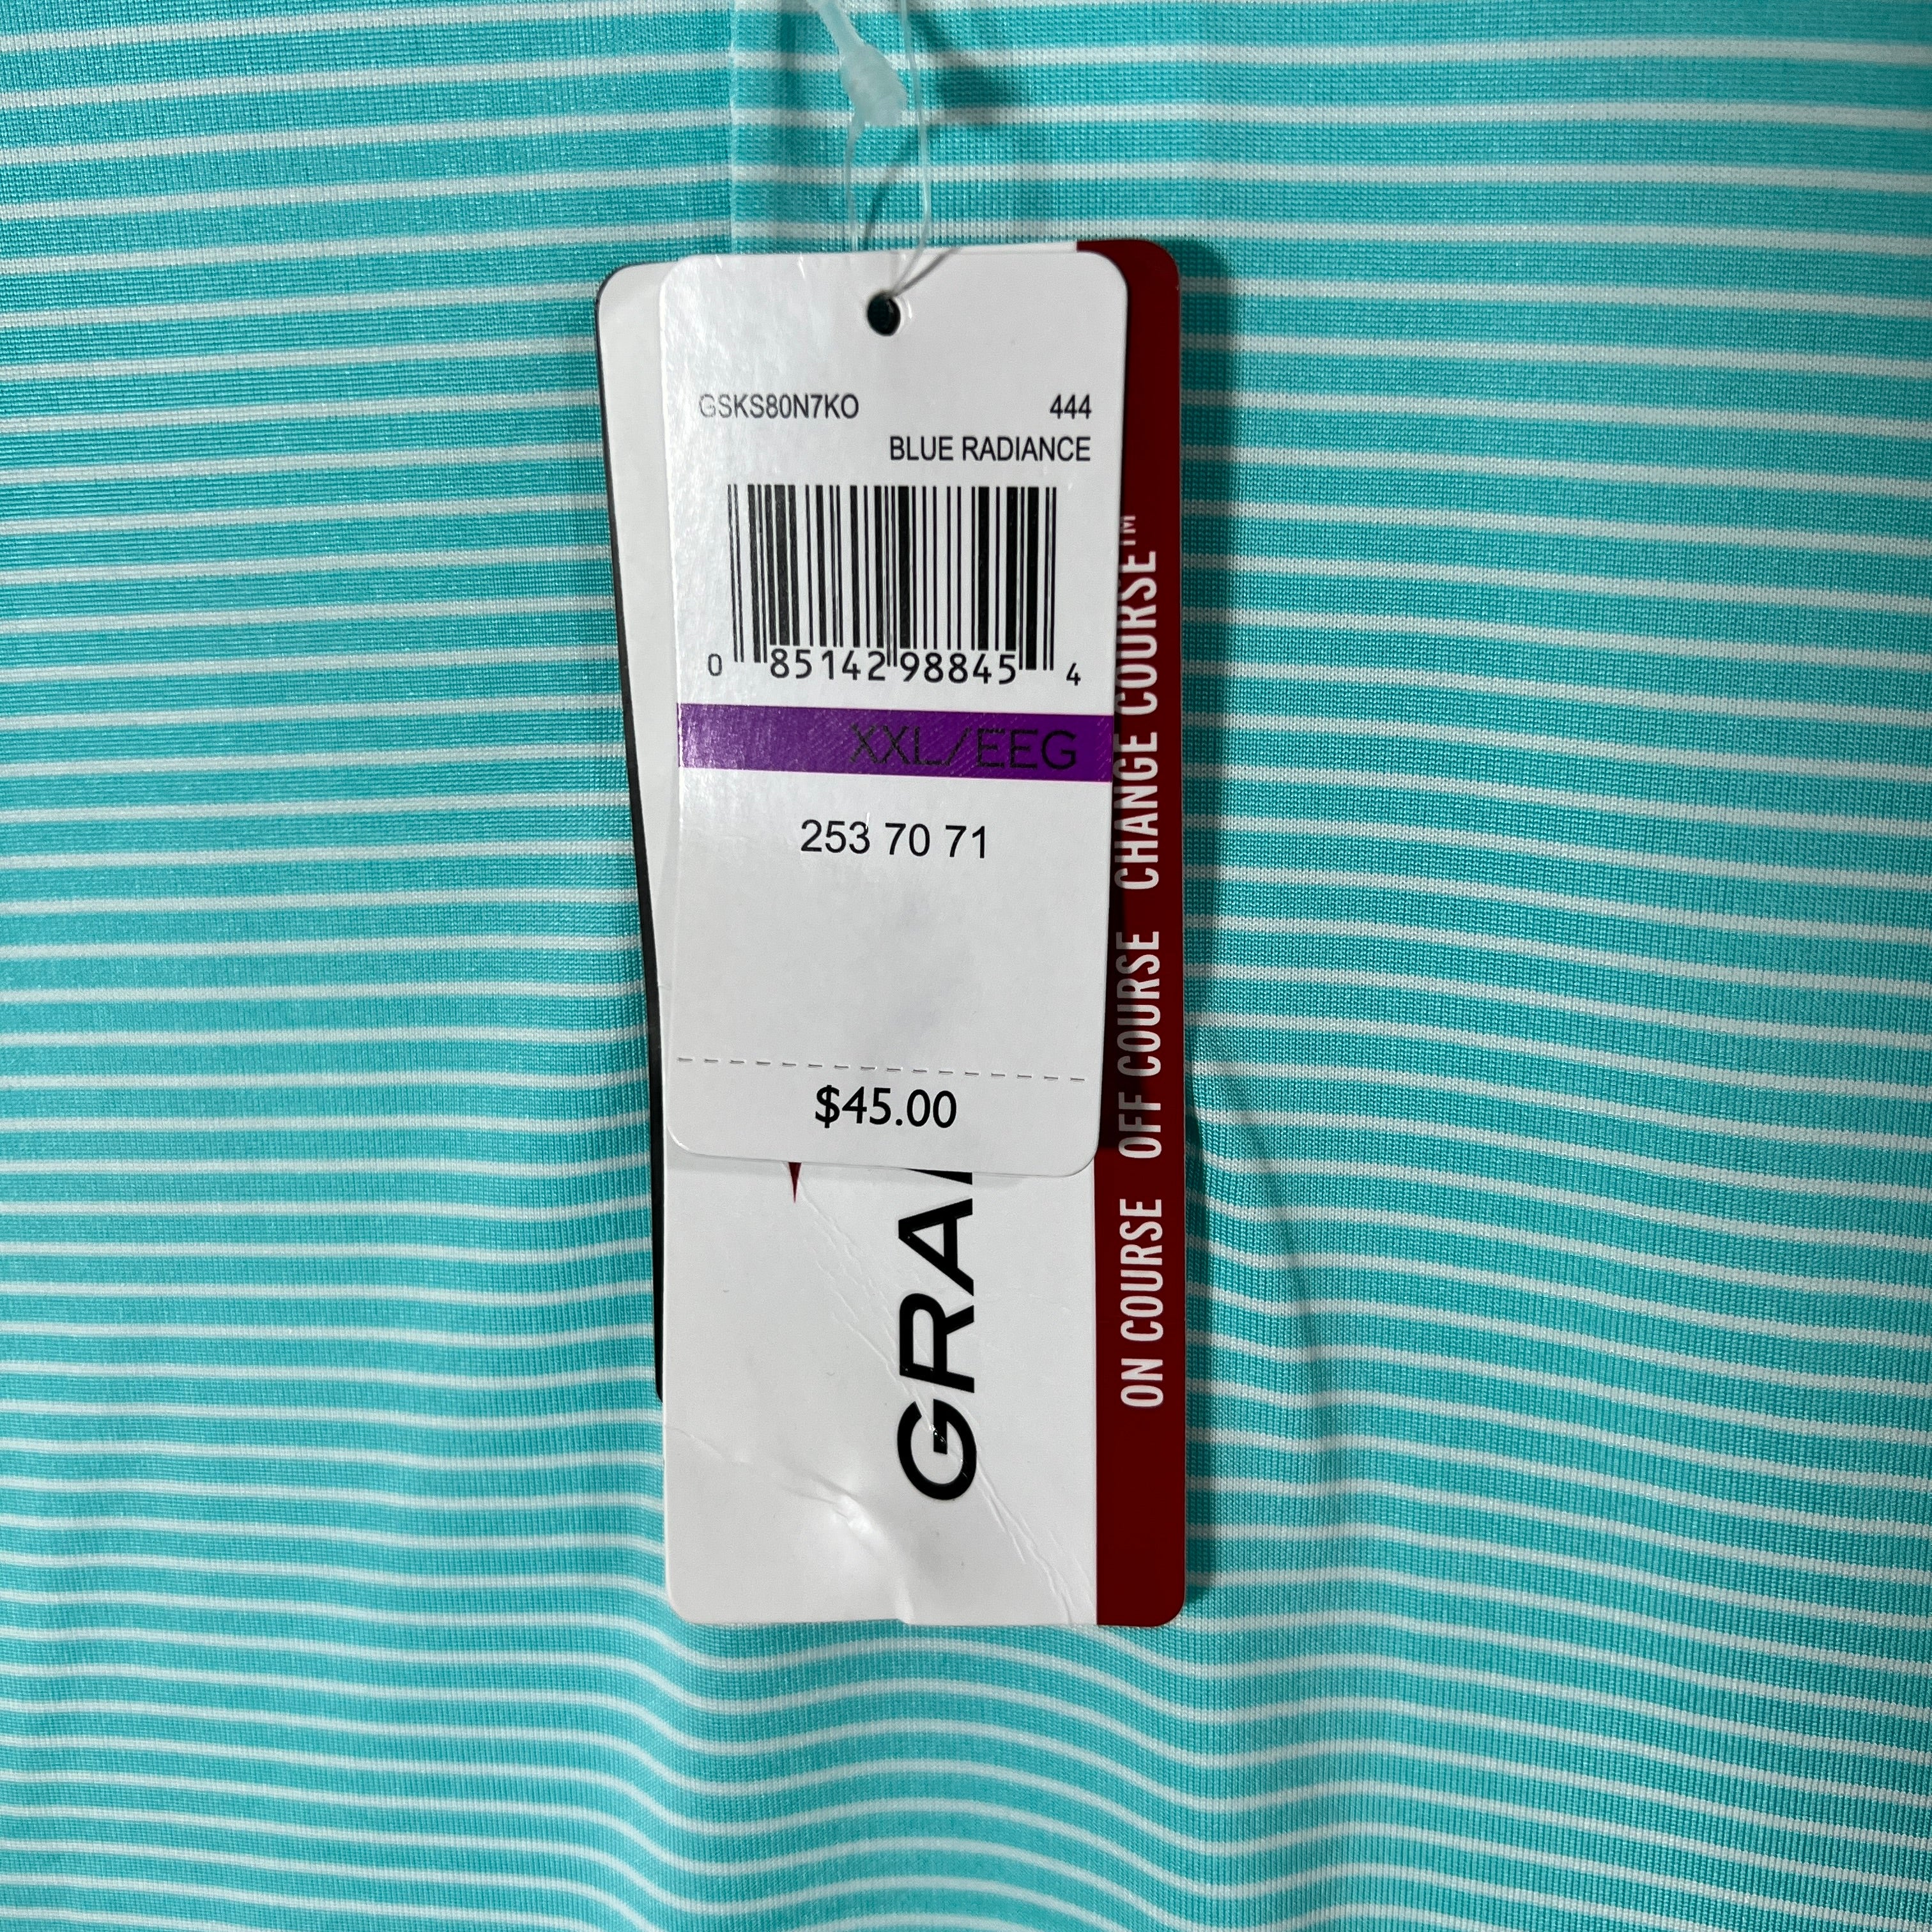 GSKS80N7KO 444
BLUE RADIANCE
0 85142 98845 4
XXL/EEG
253 70 71
$45.00
GRA
ON COURSE OFF COURSE CHANGE COURSE™